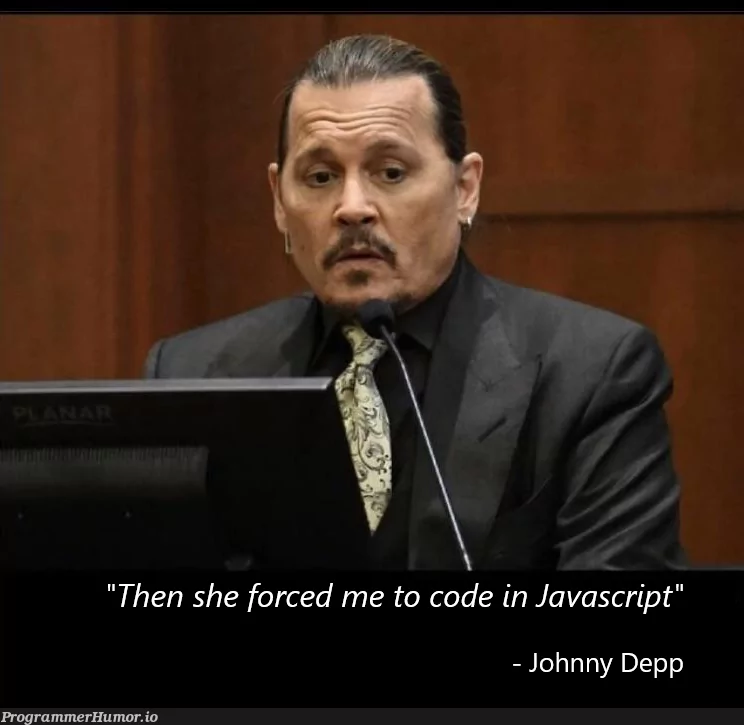 PLANAR
"Then she forced me to code in Javascript"
- Johnny Depp
ProgrammerHumor.io